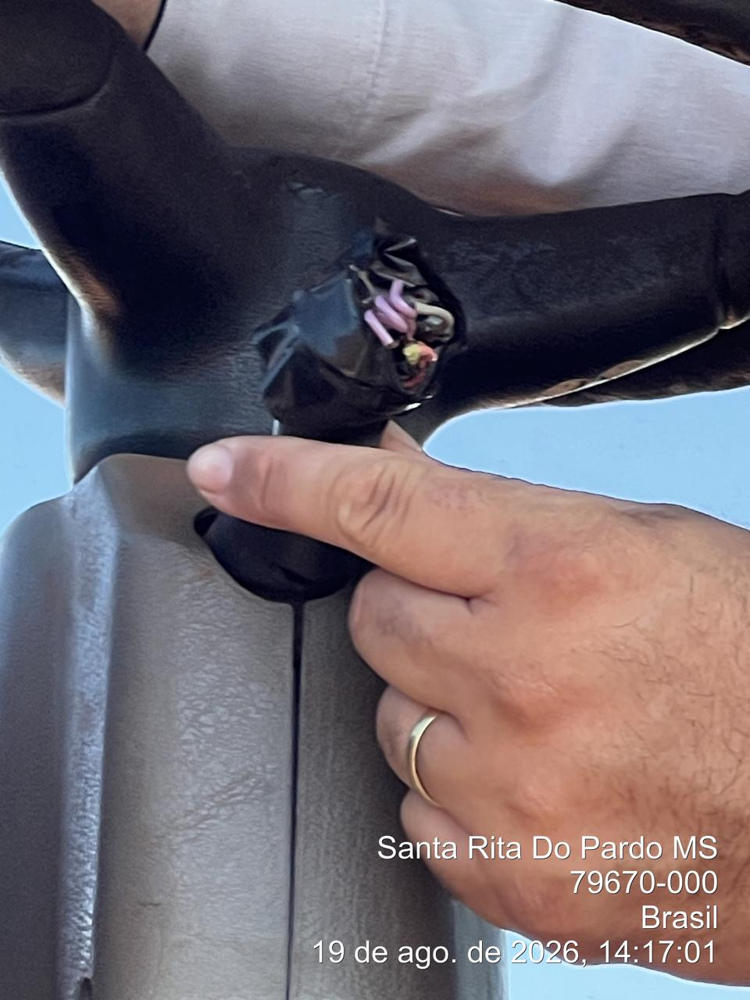 Santa Rita Do Pardo MS
79670-000
Brasil
19 de ago. de 2026, 14:17:01